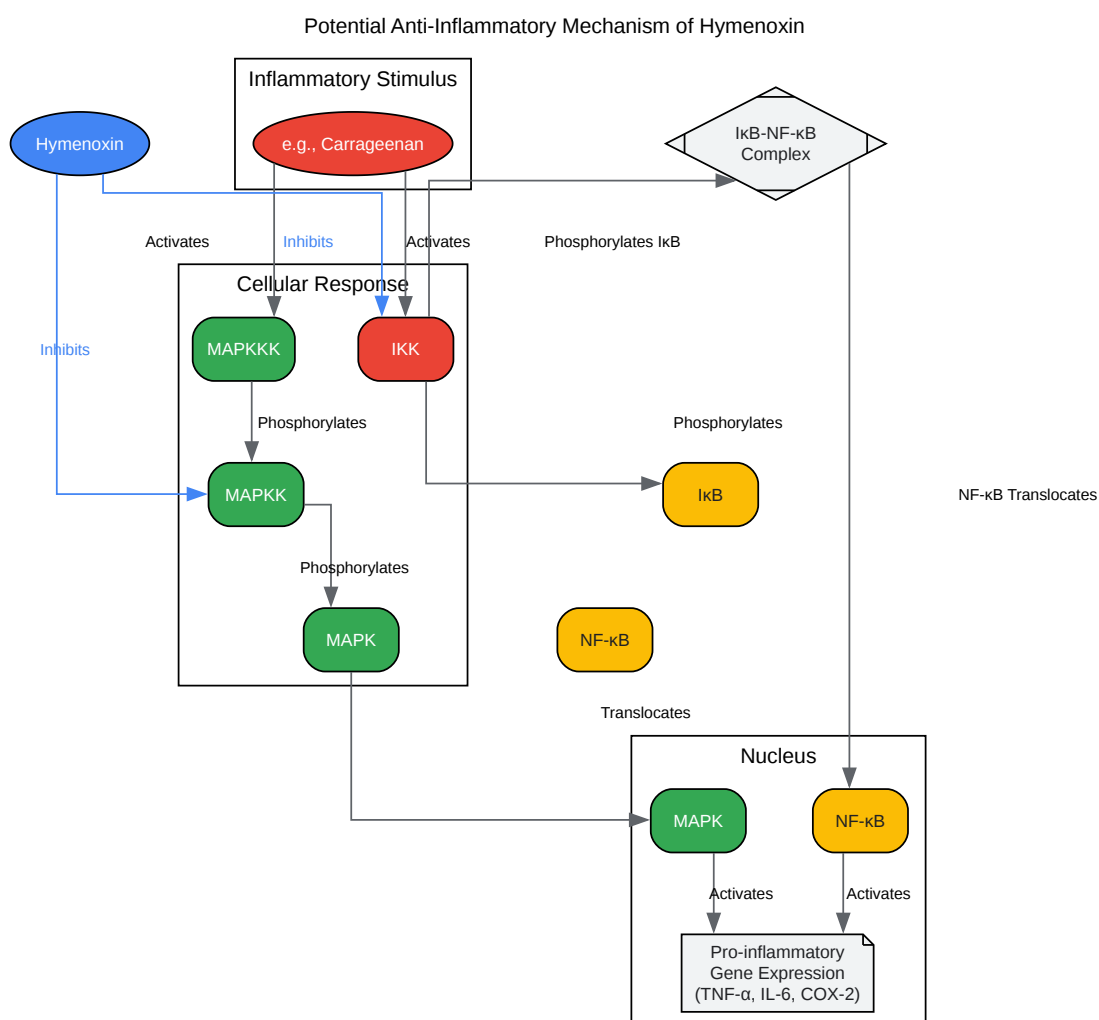 Potential Anti-Inflammatory Mechanism of Hymenoxin
Inflammatory Stimulus
Hymenoxin
e.g., Carrageenan
IκB-NF-κB
Complex
Activates
Inhibits
Activates
Phosphorylates IκB
Cellular Response
Inhibits
MAPKKK
IKK
Phosphorylates
Phosphorylates
MAPKK
IκB
NF-κB Translocates
Phosphorylates
MAPK
NF-κB
Translocates
Nucleus
MAPK
NF-κB
Activates
Activates
Pro-inflammatory
Gene Expression
(TNF-α, IL-6, COX-2)